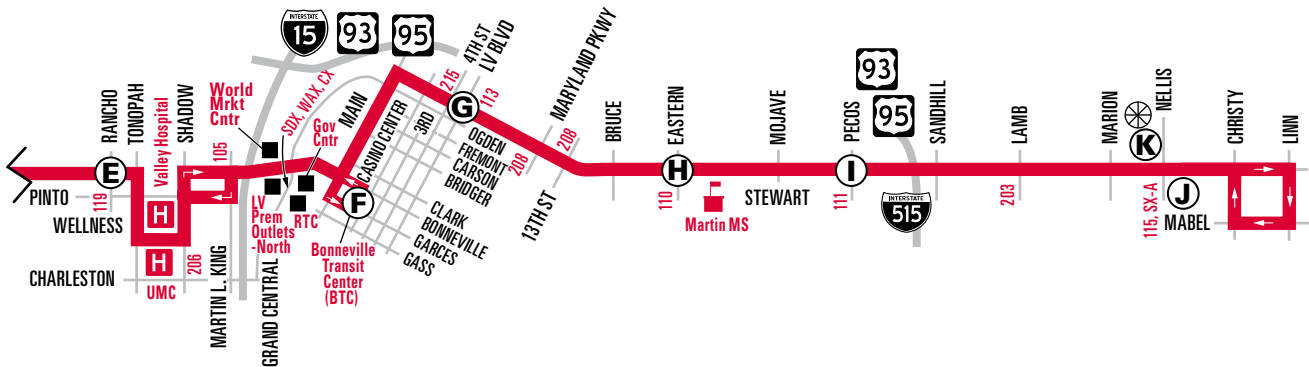 INTERSTATE
15
93
95
4TH ST
LV BLVD
215
113
MARYLAND PKWY
208
93
95
RANCHO
TONOPAH
Valley Hospital
SHADOW
105
World
Mrkt
Cntr
SDX, WAX, CX
Gov
Cntr
MAIN
CASINO CENTER
3RD
G
OGDEN
FREMONT
CARSON
BRIDGER
208
13TH ST
BRUCE
EASTERN
MOJAVE
PECOS
SANDHILL
LAMB
MARION
NELLIS
CHRISTY
LINN
E
H
I
K
J
F
PINTO
119
WELLNESS
H
H
UMC
206
CHARLESTON
MARTIN L. KING
GRAND CENTRAL
LV
Prem
Outlets
-North
RTC
Bonneville
Transit
Center
(BTC)
CLARK
BONNEVILLE
GARCES
GASS
110
Martin MS
STEWART
111
INTERSTATE
515
203
115, SX-A
MABEL